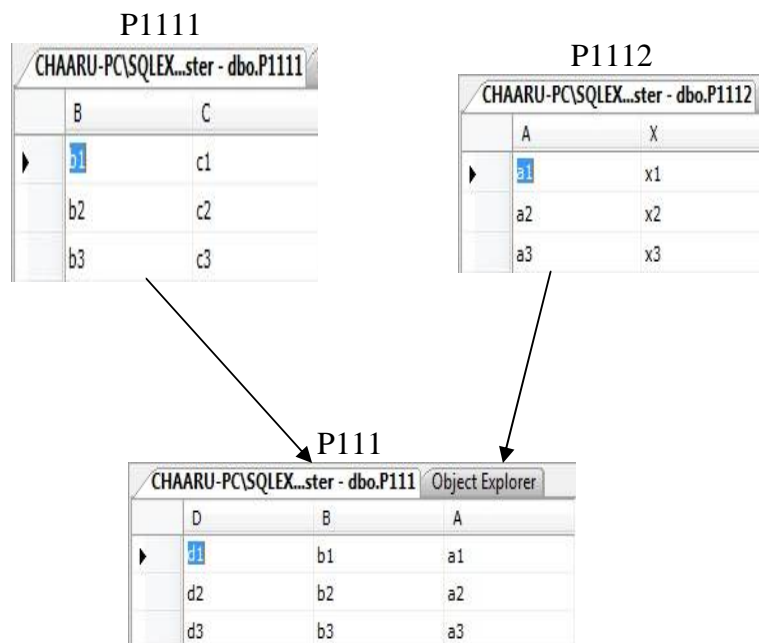 P1111
CHAARU-PC\SQLEX...ster - dbo.P1111
B C
b1 c1
b2 c2
b3 c3
P1112
CHAARU-PC\SQLEX...ster - dbo.P1112
A X
a1 x1
a2 x2
a3 x3
P111
CHAARU-PC\SQLEX...ster - dbo.P111 Object Explorer
D B A
d1 b1 a1
d2 b2 a2
d3 b3 a3